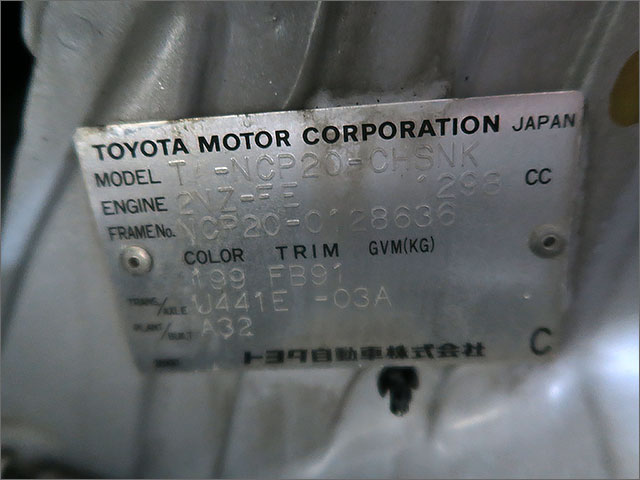 TOYOTA MOTOR CORPORATION JAPAN
MODEL TA-NCP20-CHSNK
ENGINE 2NZ-FE 1298 CC
FRAME No. NCP20-0128636
COLOR TRIM GVM(KG)
199 FB91
TRANS/AXLE U441E -03A
PLANT/BUILT A32
トヨタ自動車株式会社 C